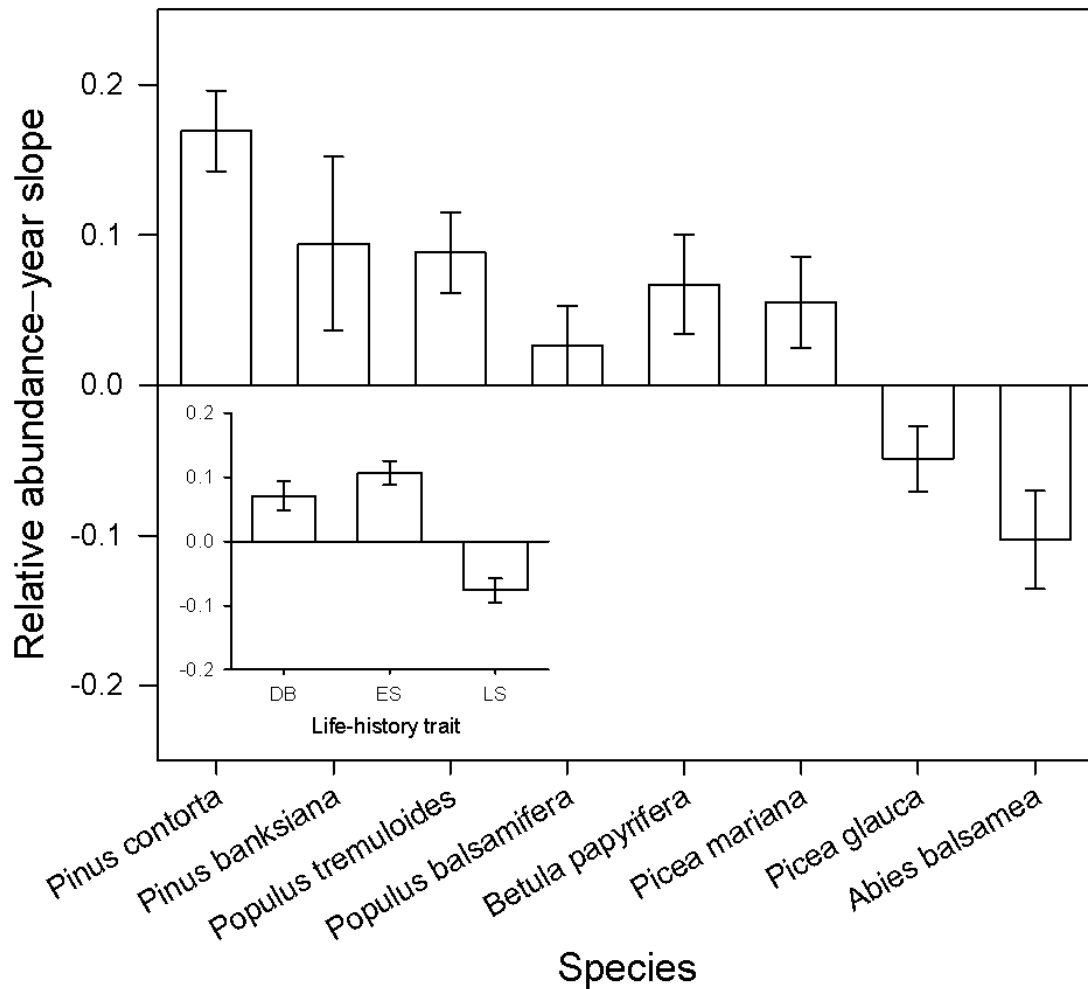 Relative abundance–year slope
0.2
0.1
0.0
-0.1
-0.2
0.2
0.1
0.0
-0.1
-0.2
DB ES LS
Life-history trait
Pinus contorta
Pinus banksiana
Populus tremuloides
Populus balsamifera
Betula papyrifera
Picea mariana
Picea glauca
Abies balsamea
Species